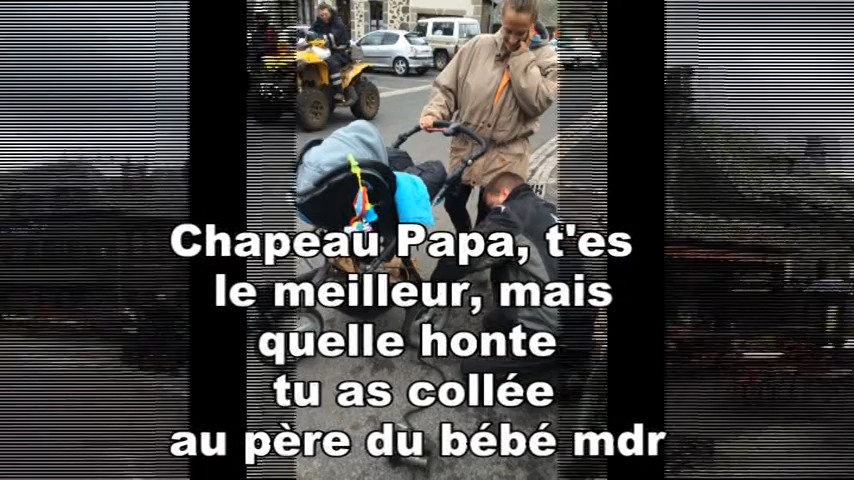 Chapeau Papa, t'es
le meilleur, mais
quelle honte
tu as collée
au père du bébé mdr